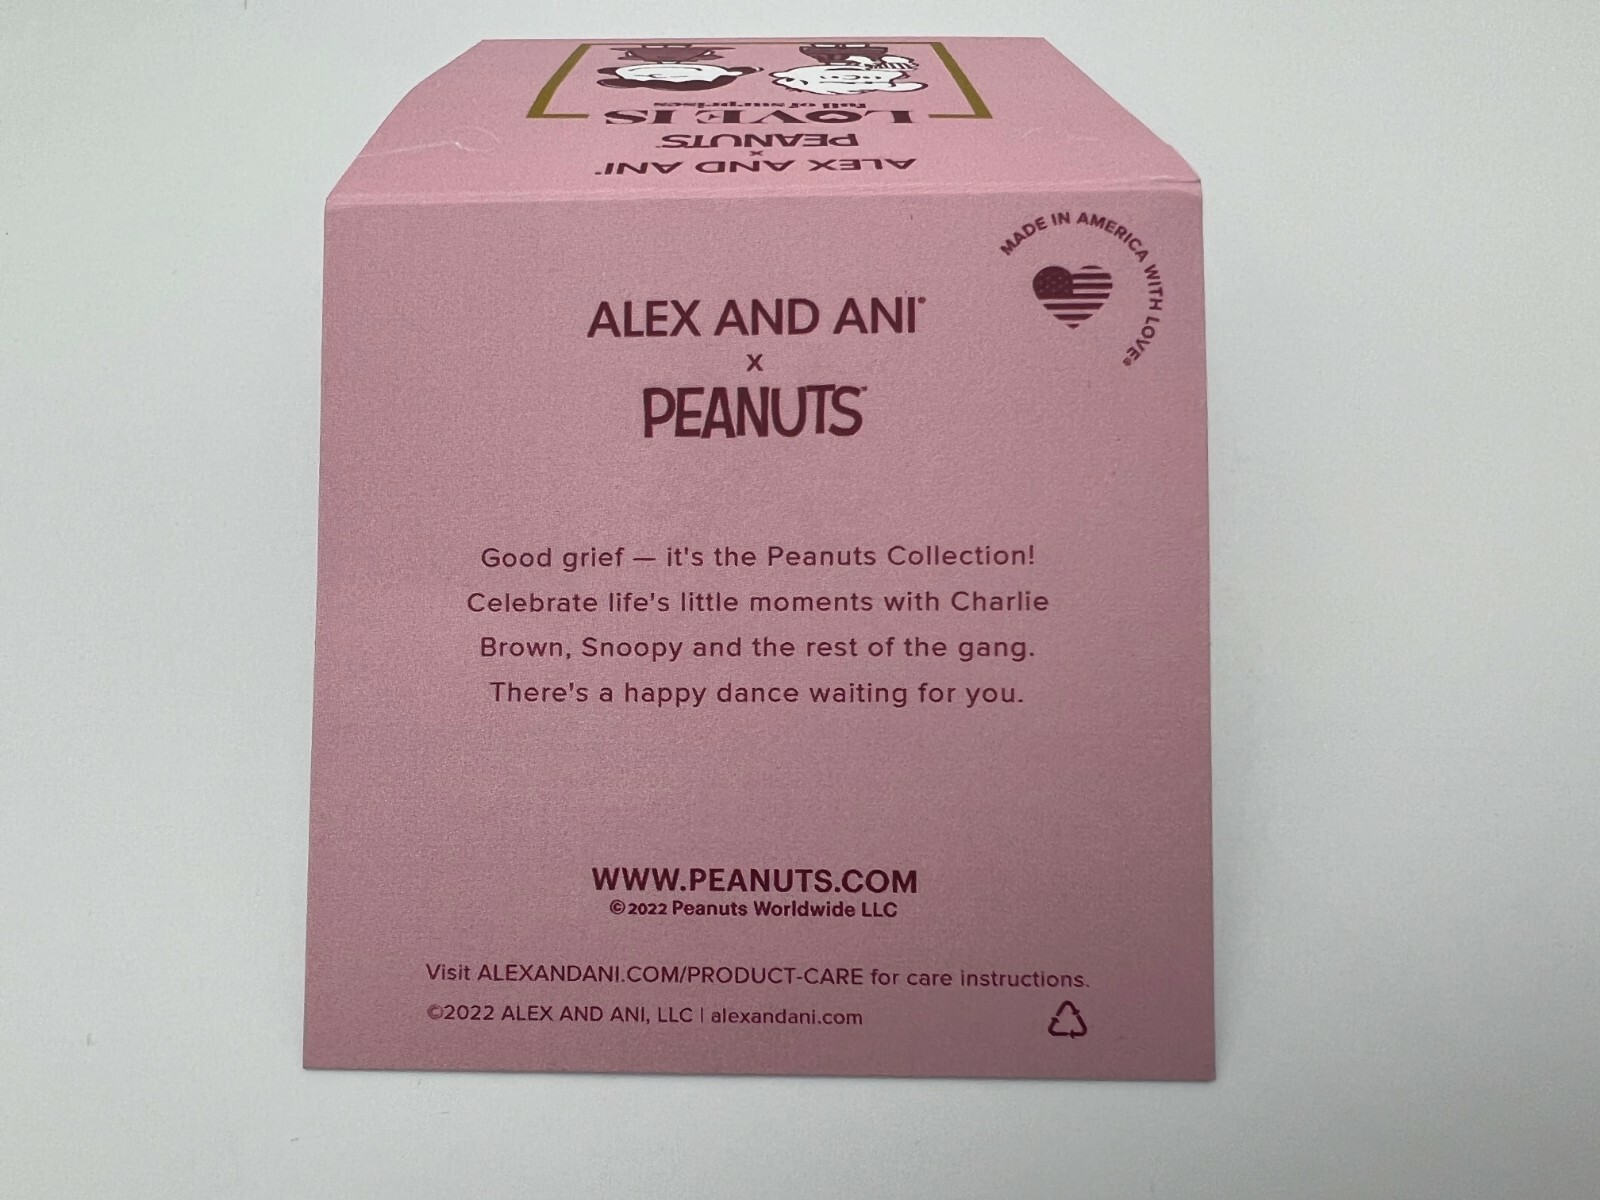 LOVE IS
full of surprises
PEANUTS
x
ALEX AND ANI
MADE IN AMERICA WITH LOVE®
ALEX AND ANI®
x
PEANUTS™
Good grief — it's the Peanuts Collection!
Celebrate life's little moments with Charlie
Brown, Snoopy and the rest of the gang.
There's a happy dance waiting for you.
WWW.PEANUTS.COM
©2022 Peanuts Worldwide LLC
Visit ALEXANDANI.COM/PRODUCT-CARE for care instructions.
©2022 ALEX AND ANI, LLC | alexandani.com